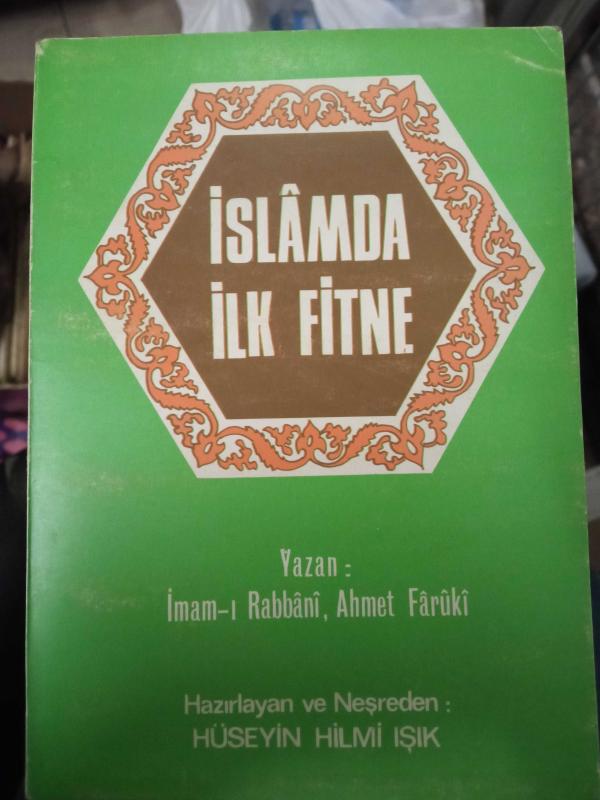 İSLÂMDA
İLK FİTNE
Yazan :
İmam-ı Rabbânî, Ahmet Fârûkî
Hazırlayan ve Neşreden :
HÜSEYİN HİLMİ IŞIK